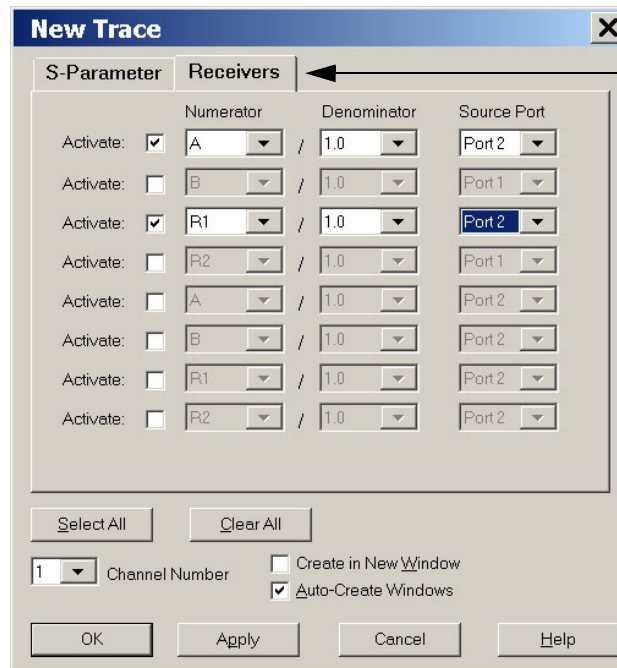 New Trace
S-Parameter Receivers
Numerator Denominator Source Port
Activate: A / 1.0 Port 2
Activate: B / 1.0 Port 1
Activate: R1 / 1.0 Port 2
Activate: R2 / 1.0 Port 1
Activate: A / 1.0 Port 2
Activate: B / 1.0 Port 2
Activate: R1 / 1.0 Port 2
Activate: R2 / 1.0 Port 2
Select All Clear All
1 Channel Number Create in New Window
Auto-Create Windows
OK Apply Cancel Help